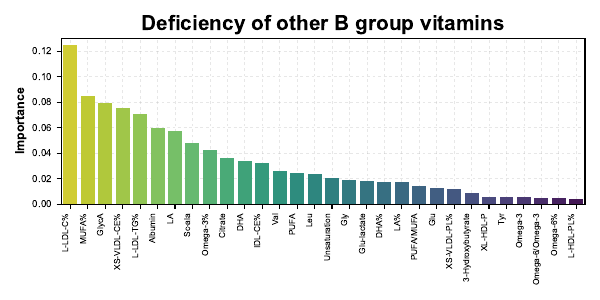 Deficiency of other B group vitamins
Importance
0.12
0.10
0.08
0.06
0.04
0.02
0.00
L-LDL-C%
MUFA%
GlycA
XS-VLDL-CE%
L-LDL-TG%
Albumin
LA
Omega-3%
Citrate
DHA
IDL-CE%
Val
PUFA
Leu
Unsaturation
Gly
Glu-lactate
DHA%
LA%
PUFA/MUFA
Glu
XS-VLDL-PL%
3-Hydroxybutyrate
XL-HDL-P
Tyr
Omega-3
Omega-6/Omega-3
Omega-6%
L-HDL-PL%